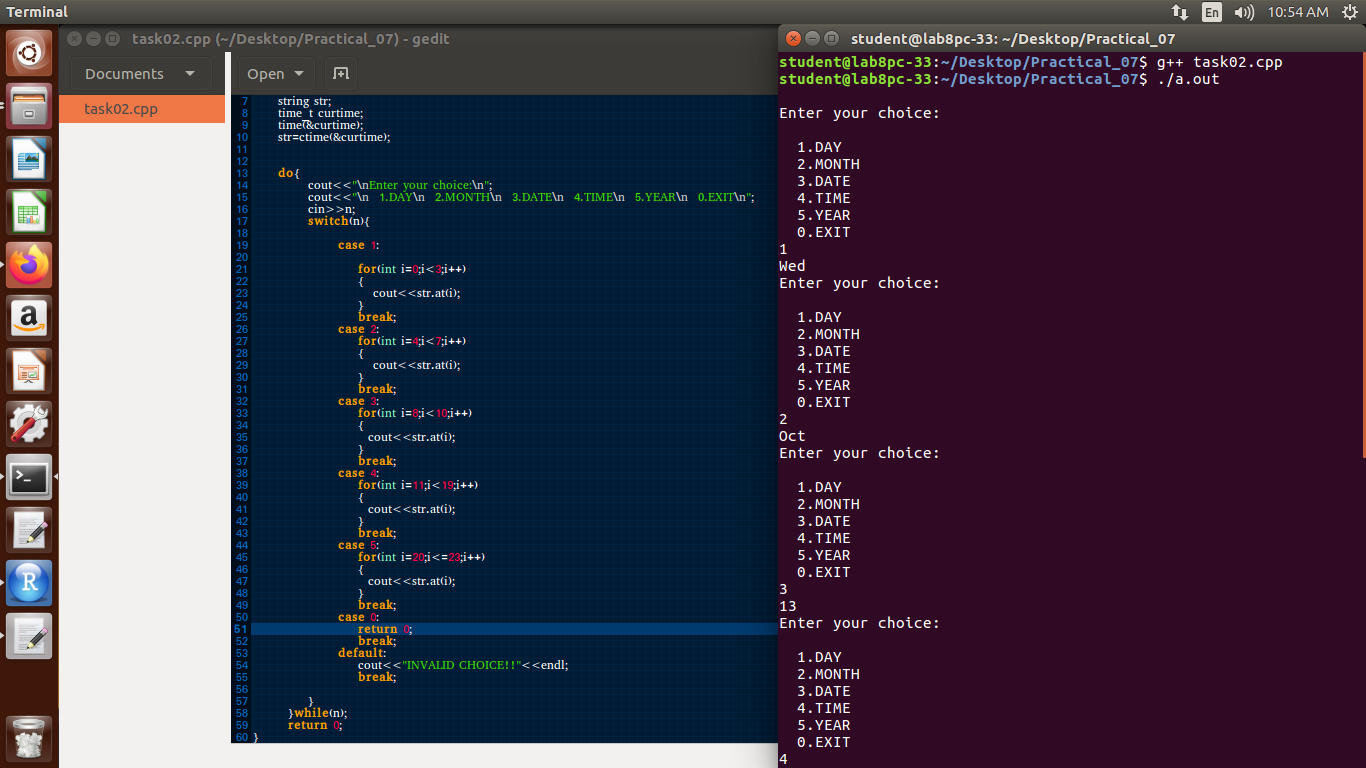 Terminal
En
10:54 AM
task02.cpp (~/Desktop/Practical_07) - gedit
Documents
Open
task02.cpp
7 string str;
8 time_t curtime;
9 time(&curtime);
10 str=ctime(&curtime);
11
12
13 do{
14 cout<<"\nEnter your choice:\n";
15 cout<<"\n  1.DAY\n  2.MONTH\n  3.DATE\n  4.TIME\n  5.YEAR\n  0.EXIT\n";
16 cin>>n;
17 switch(n){
18
19 case 1:
20
21 for(int i=0;i<3;i++)
22 {
23 cout<<str.at(i);
24 }
25 break;
26 case 2:
27 for(int i=4;i<7;i++)
28 {
29 cout<<str.at(i);
30 }
31 break;
32 case 3:
33 for(int i=8;i<10;i++)
34 {
35 cout<<str.at(i);
36 }
37 break;
38 case 4:
39 for(int i=11;i<19;i++)
40 {
41 cout<<str.at(i);
42 }
43 break;
44 case 5:
45 for(int i=20;i<=23;i++)
46 {
47 cout<<str.at(i);
48 }
49 break;
50 case 0:
51 return 0;
52 break;
53 default:
54 cout<<"INVALID CHOICE!!"<<endl;
55 break;
56
57 }
58 }while(n);
59 return 0;
60 }
student@lab8pc-33: ~/Desktop/Practical_07
student@lab8pc-33:~/Desktop/Practical_07$ g++ task02.cpp
student@lab8pc-33:~/Desktop/Practical_07$ ./a.out
Enter your choice:
1.DAY
2.MONTH
3.DATE
4.TIME
5.YEAR
0.EXIT
1
Wed
Enter your choice:
1.DAY
2.MONTH
3.DATE
4.TIME
5.YEAR
0.EXIT
2
Oct
Enter your choice:
1.DAY
2.MONTH
3.DATE
4.TIME
5.YEAR
0.EXIT
3
13
Enter your choice:
1.DAY
2.MONTH
3.DATE
4.TIME
5.YEAR
0.EXIT
4